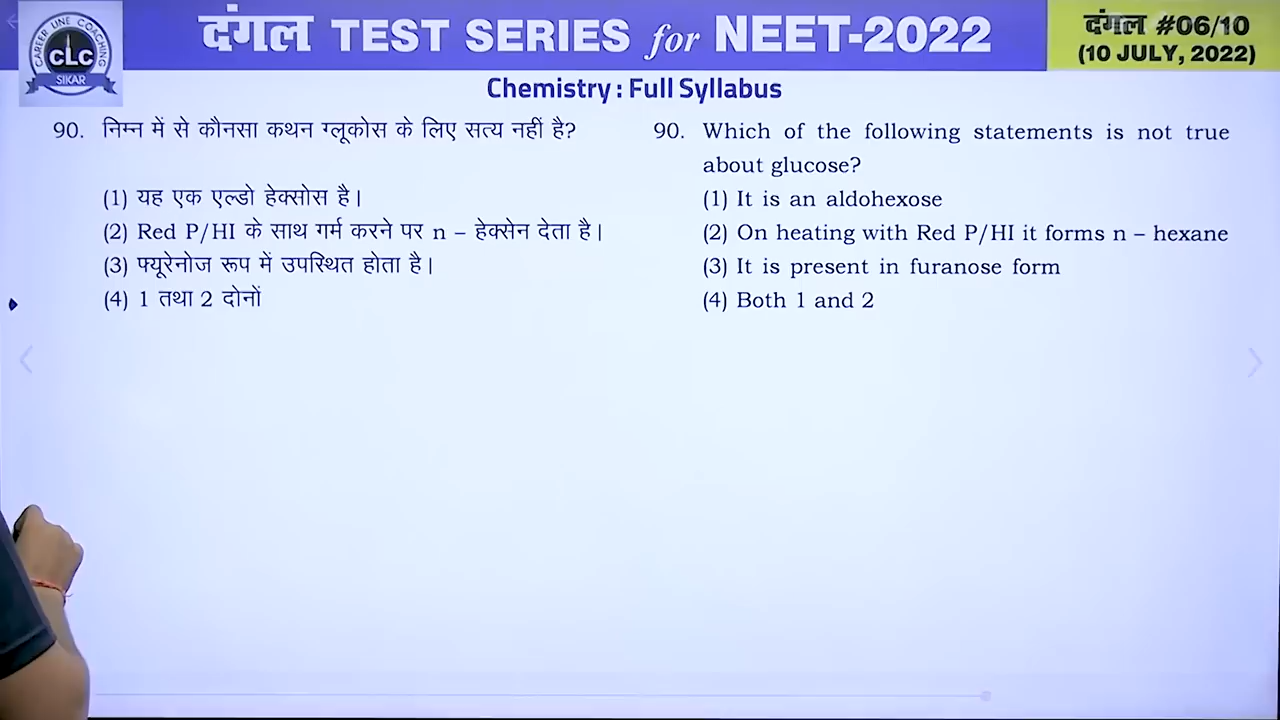 CAREER LINE COACHING
CLC
SIKAR
दंगल TEST SERIES for NEET-2022
दंगल #06/10
(10 JULY, 2022)
Chemistry : Full Syllabus
90. निम्न में से कौनसा कथन ग्लूकोस के लिए सत्य नहीं है?
(1) यह एक एल्डो हेक्सोस है।
(2) Red P/HI के साथ गर्म करने पर n – हेक्सेन देता है।
(3) फ्यूरेनोज रूप में उपस्थित होता है।
(4) 1 तथा 2 दोनों
90. Which of the following statements is not true
about glucose?
(1) It is an aldohexose
(2) On heating with Red P/HI it forms n – hexane
(3) It is present in furanose form
(4) Both 1 and 2